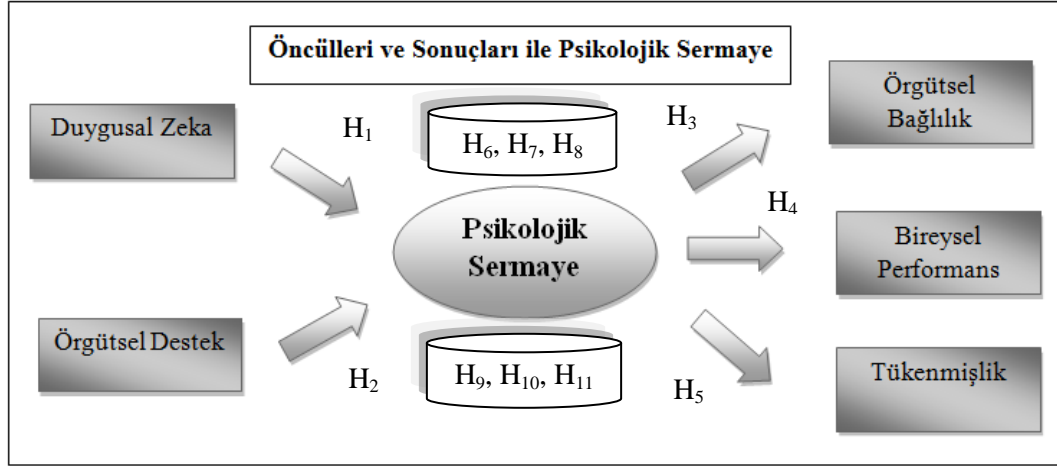 Öncülleri ve Sonuçları ile Psikolojik Sermaye
Duygusal Zeka
H₁
H₆, H₇, H₈
H₃
Örgütsel
Bağlılık
Psikolojik
Sermaye
H₄
Bireysel
Performans
Örgütsel Destek
H₂
H₉, H₁₀, H₁₁
H₅
Tükenmişlik